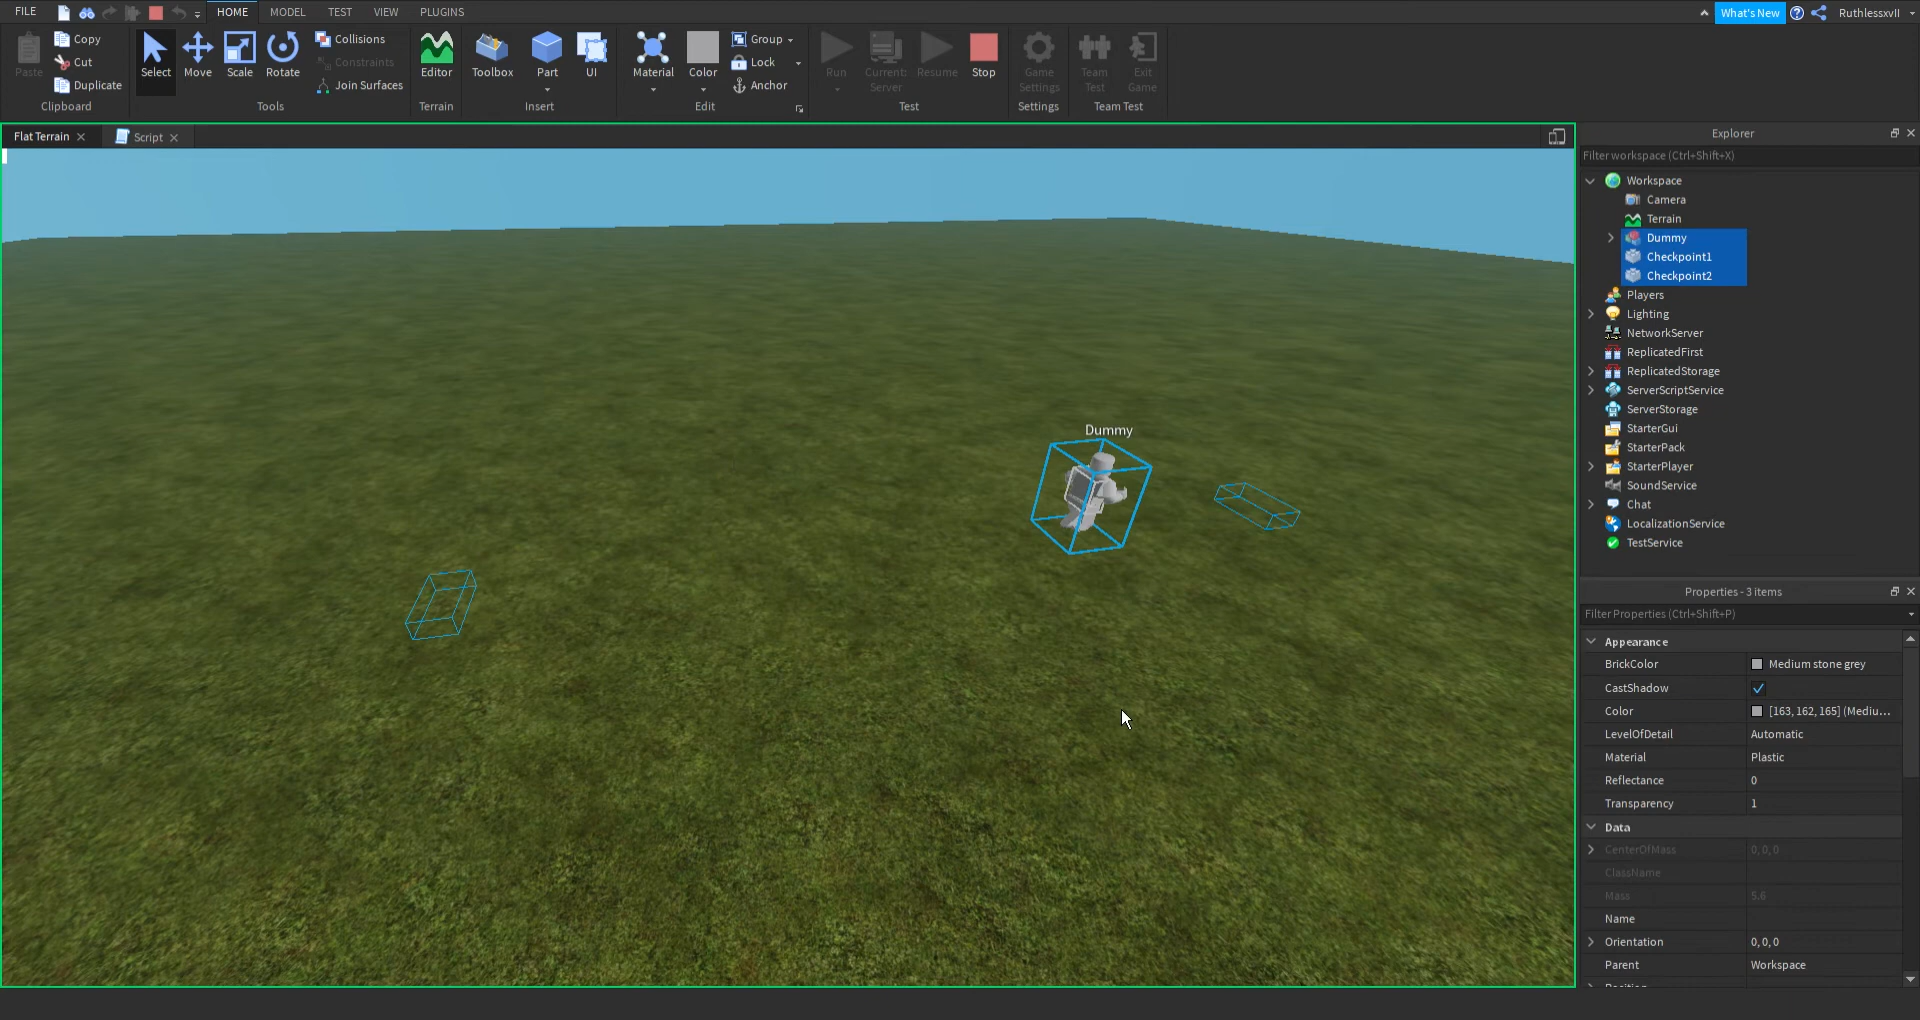 FILE HOME MODEL TEST VIEW PLUGINS What's New RuthlessxvII
Paste Copy Cut Duplicate
Clipboard
Select Move Scale Rotate Collisions Constraints Join Surfaces
Tools
Editor
Terrain
Toolbox Part UI
Insert
Material Color Group Lock Anchor
Edit
Run Current: Server Resume Stop
Test
Game Settings
Settings
Team Test Exit Game
Team Test
Flat Terrain Script
Dummy
Explorer
Filter workspace (Ctrl+Shift+X)
Workspace
Camera
Terrain
Dummy
Checkpoint1
Checkpoint2
Players
Lighting
NetworkServer
ReplicatedFirst
ReplicatedStorage
ServerScriptService
ServerStorage
StarterGui
StarterPack
StarterPlayer
SoundService
Chat
LocalizationService
TestService
Properties - 3 items
Filter Properties (Ctrl+Shift+P)
Appearance
BrickColor Medium stone grey
CastShadow
Color [163, 162, 165] (Mediu...
LevelOfDetail Automatic
Material Plastic
Reflectance 0
Transparency 1
Data
CenterOfMass 0, 0, 0
ClassName
Mass 5.6
Name
Orientation 0, 0, 0
Parent Workspace